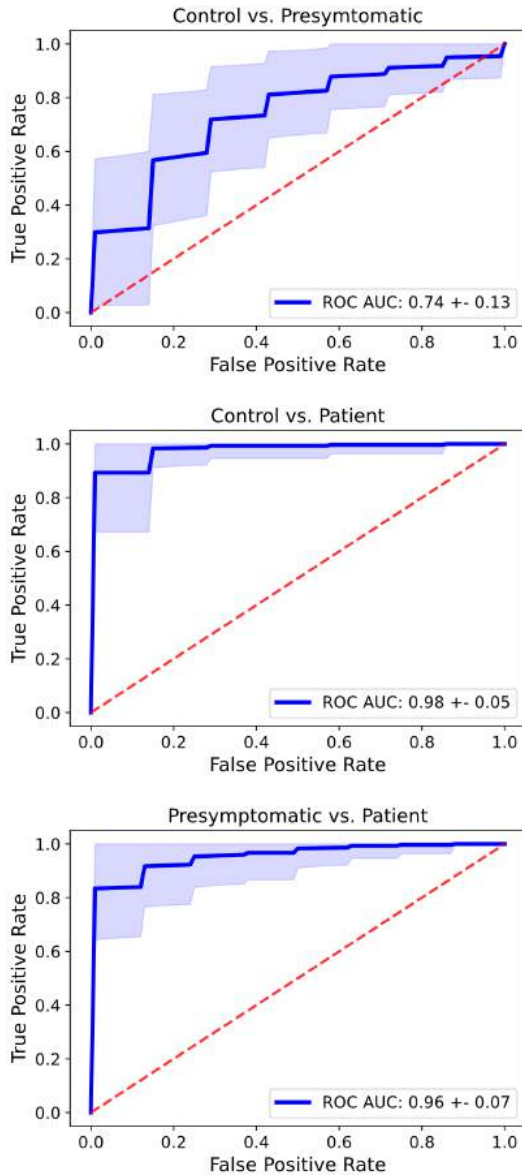 Control vs. Presymtomatic
1.0
0.8
0.6
0.4
0.2
0.0
True Positive Rate
ROC AUC: 0.74 +- 0.13
0.0 0.2 0.4 0.6 0.8 1.0
False Positive Rate
Control vs. Patient
1.0
0.8
0.6
0.4
0.2
0.0
True Positive Rate
ROC AUC: 0.98 +- 0.05
0.0 0.2 0.4 0.6 0.8 1.0
False Positive Rate
Presymptomatic vs. Patient
1.0
0.8
0.6
0.4
0.2
0.0
True Positive Rate
ROC AUC: 0.96 +- 0.07
0.0 0.2 0.4 0.6 0.8 1.0
False Positive Rate